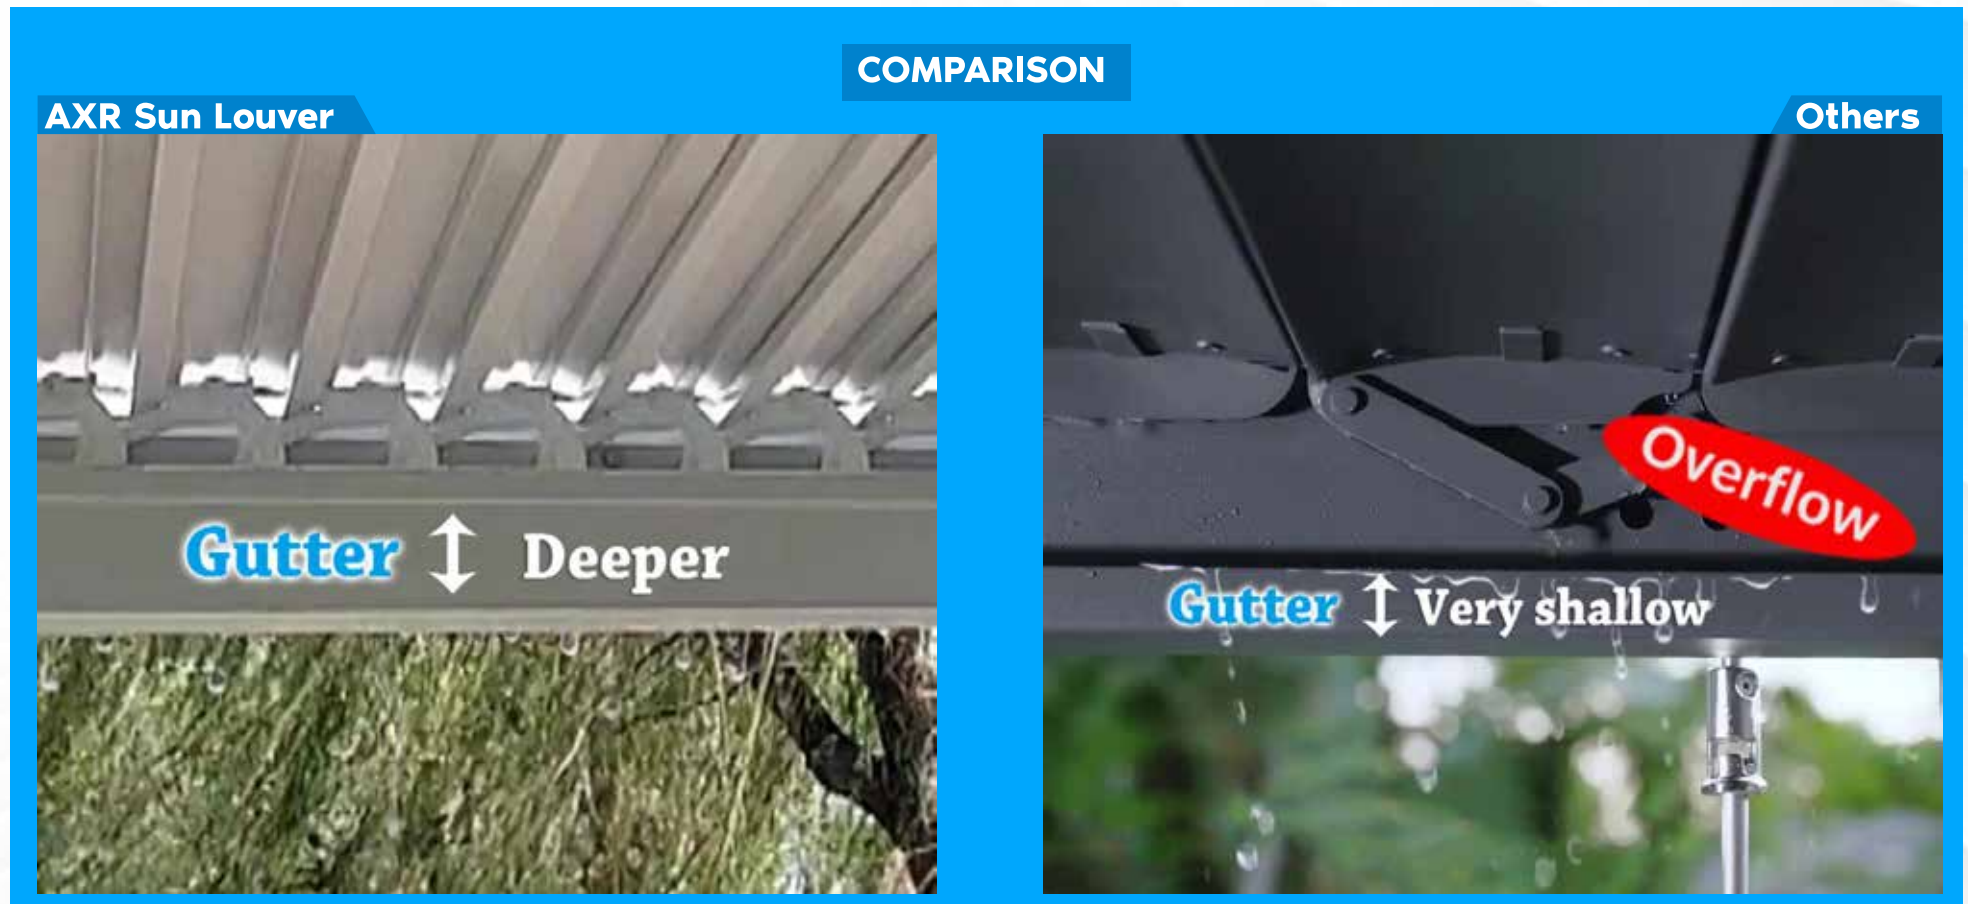 COMPARISON
AXR Sun Louver
Others
Gutter Deeper
Overflow
Gutter Very shallow